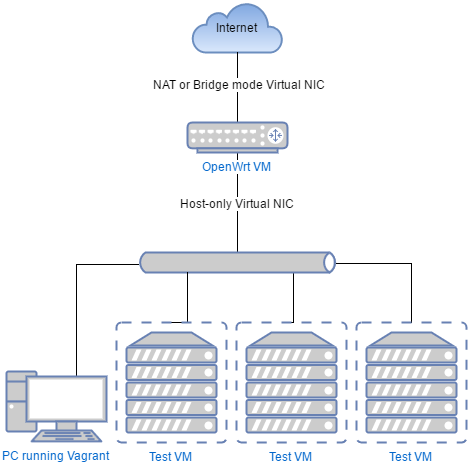 Internet
NAT or Bridge mode Virtual NIC
OpenWrt VM
Host-only Virtual NIC
PC running Vagrant
Test VM
Test VM
Test VM